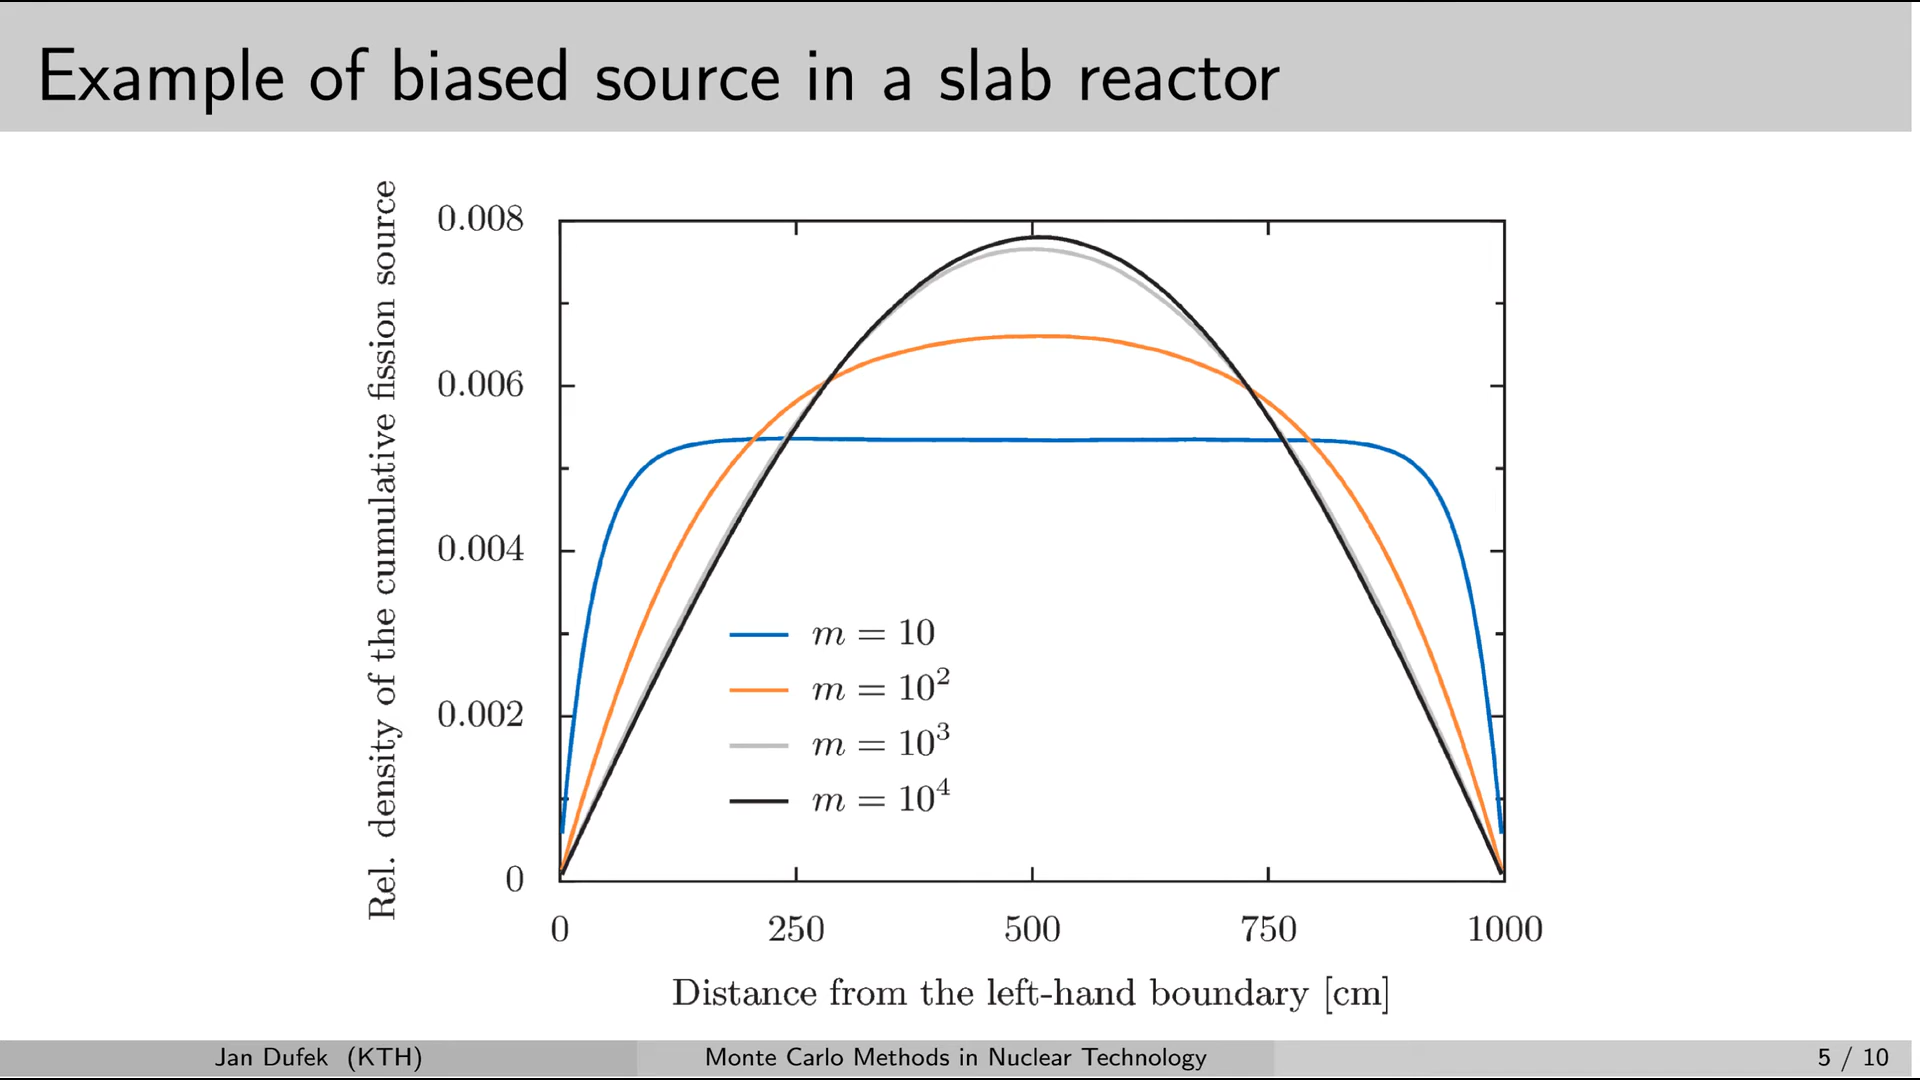 Example of biased source in a slab reactor
Rel. density of the cumulative fission source
0.008
0.006
0.004
0.002
0
m = 10
m = 10²
m = 10³
m = 10⁴
0 250 500 750 1000
Distance from the left-hand boundary [cm]
Jan Dufek (KTH) Monte Carlo Methods in Nuclear Technology 5 / 10